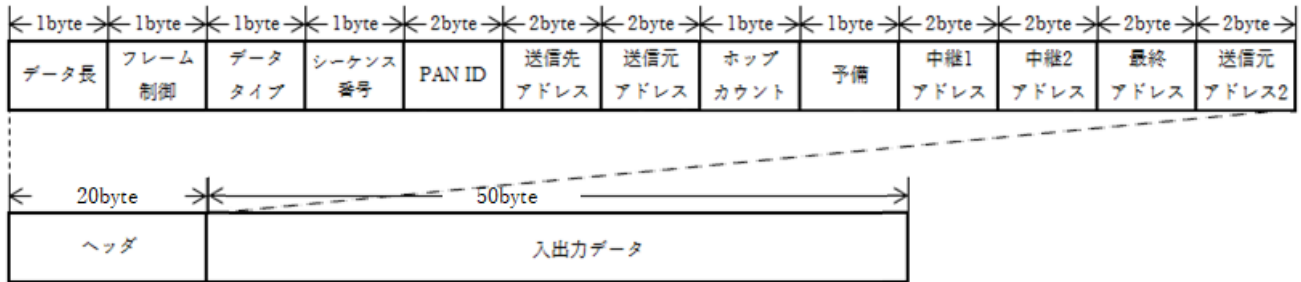 1byte 1byte 1byte 1byte 2byte 2byte 2byte 1byte 1byte 2byte 2byte 2byte 2byte
データ長 フレーム制御 データタイプ シーケンス番号 PAN ID 送信先アドレス 送信元アドレス ホップカウント 予備 中継1アドレス 中継2アドレス 最終アドレス 送信元アドレス2
20byte 50byte
ヘッダ 入出力データ